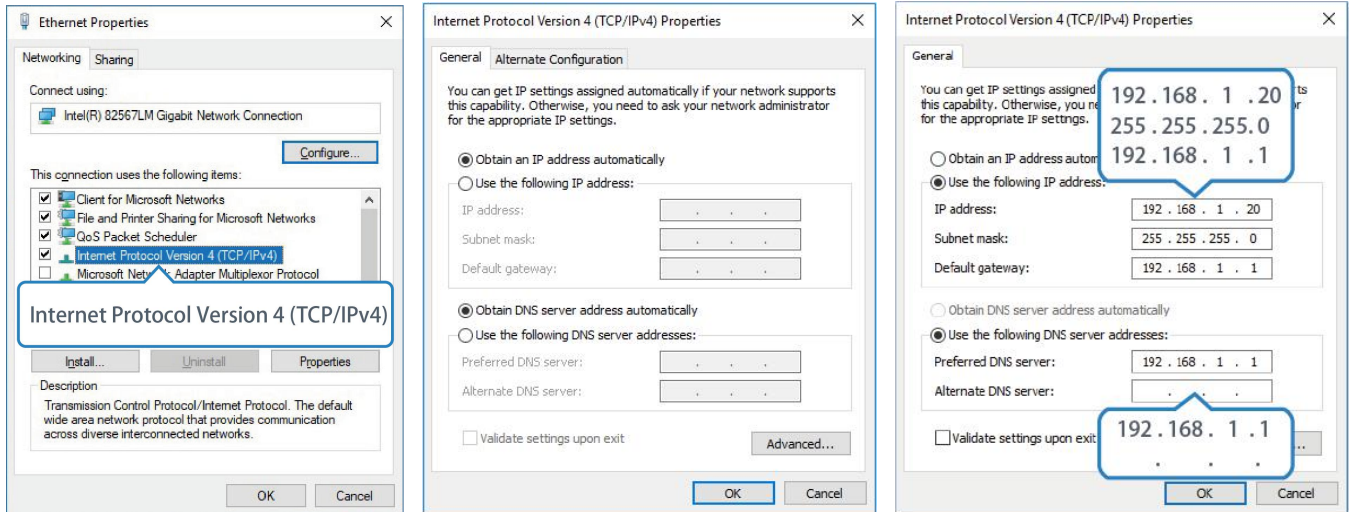 Ethernet Properties
Networking
Sharing
Connect using:
Intel(R) 82567LM Gigabit Network Connection
Configure...
This connection uses the following items:
Client for Microsoft Networks
File and Printer Sharing for Microsoft Networks
QoS Packet Scheduler
Internet Protocol Version 4 (TCP/IPv4)
Microsoft Network Adapter Multiplexor Protocol
Internet Protocol Version 4 (TCP/IPv4)
Install...
Uninstall
Properties
Description
Transmission Control Protocol/Internet Protocol. The default
wide area network protocol that provides communication
across diverse interconnected networks.
OK
Cancel
Internet Protocol Version 4 (TCP/IPv4) Properties
General
Alternate Configuration
You can get IP settings assigned automatically if your network supports
this capability. Otherwise, you need to ask your network administrator
for the appropriate IP settings.
Obtain an IP address automatically
Use the following IP address:
IP address:
. . .
Subnet mask:
. . .
Default gateway:
. . .
Obtain DNS server address automatically
Use the following DNS server addresses:
Preferred DNS server:
. . .
Alternate DNS server:
. . .
Validate settings upon exit
Advanced...
OK
Cancel
Internet Protocol Version 4 (TCP/IPv4) Properties
General
You can get IP settings assigned
this capability. Otherwise, you
for the appropriate IP settings.
192.168. 1 .20
255.255.255.0
192.168. 1 .1
Obtain an IP address
Use the following IP address:
IP address:
192 . 168 . 1 . 20
Subnet mask:
255 . 255 . 255 . 0
Default gateway:
192 . 168 . 1 . 1
Obtain DNS server address automatically
Use the following DNS server addresses:
Preferred DNS server:
192 . 168 . 1 . 1
Alternate DNS server:
. . .
Validate settings upon exit
192.168. 1 .1
. . .
OK
Cancel